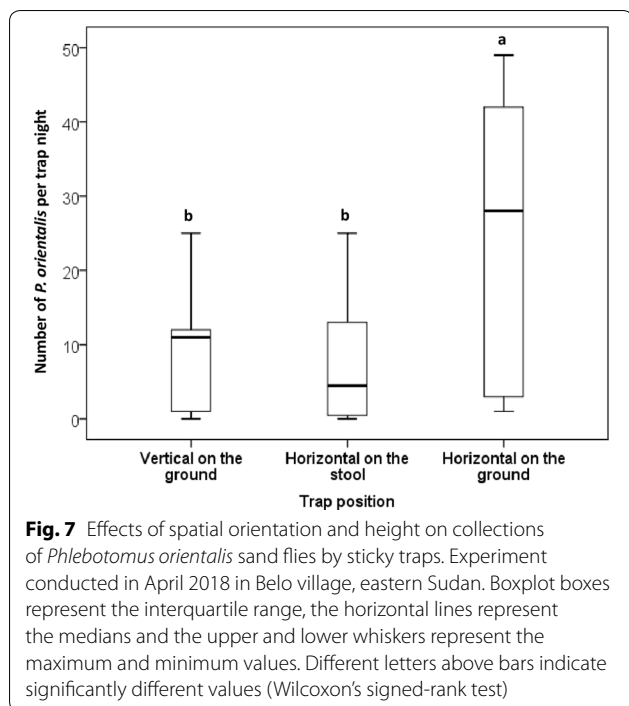 50
40
30
20
10
0
Number of P. orientalis per trap night
b
b
a
Vertical on the ground
Horizontal on the stool
Horizontal on the ground
Trap position
Fig. 7 Effects of spatial orientation and height on collections
of Phlebotomus orientalis sand flies by sticky traps. Experiment
conducted in April 2018 in Belo village, eastern Sudan. Boxplot boxes
represent the interquartile range, the horizontal lines represent
the medians and the upper and lower whiskers represent the
maximum and minimum values. Different letters above bars indicate
significantly different values (Wilcoxon's signed-rank test)